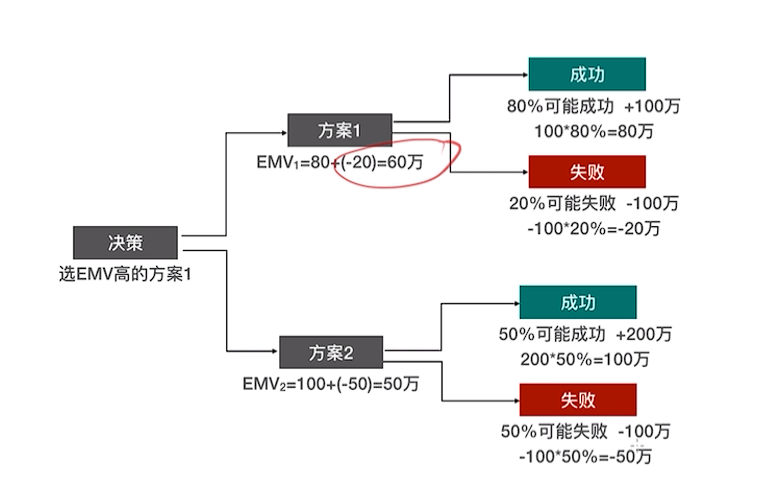 成功
80%可能成功 +100万
100*80%=80万
方案1
EMV₁=80+(-20)=60万
失败
20%可能失败 -100万
-100*20%=-20万
决策
选EMV高的方案1
成功
50%可能成功 +200万
200*50%=100万
方案2
EMV₂=100+(-50)=50万
失败
50%可能失败 -100万
-100*50%=-50万